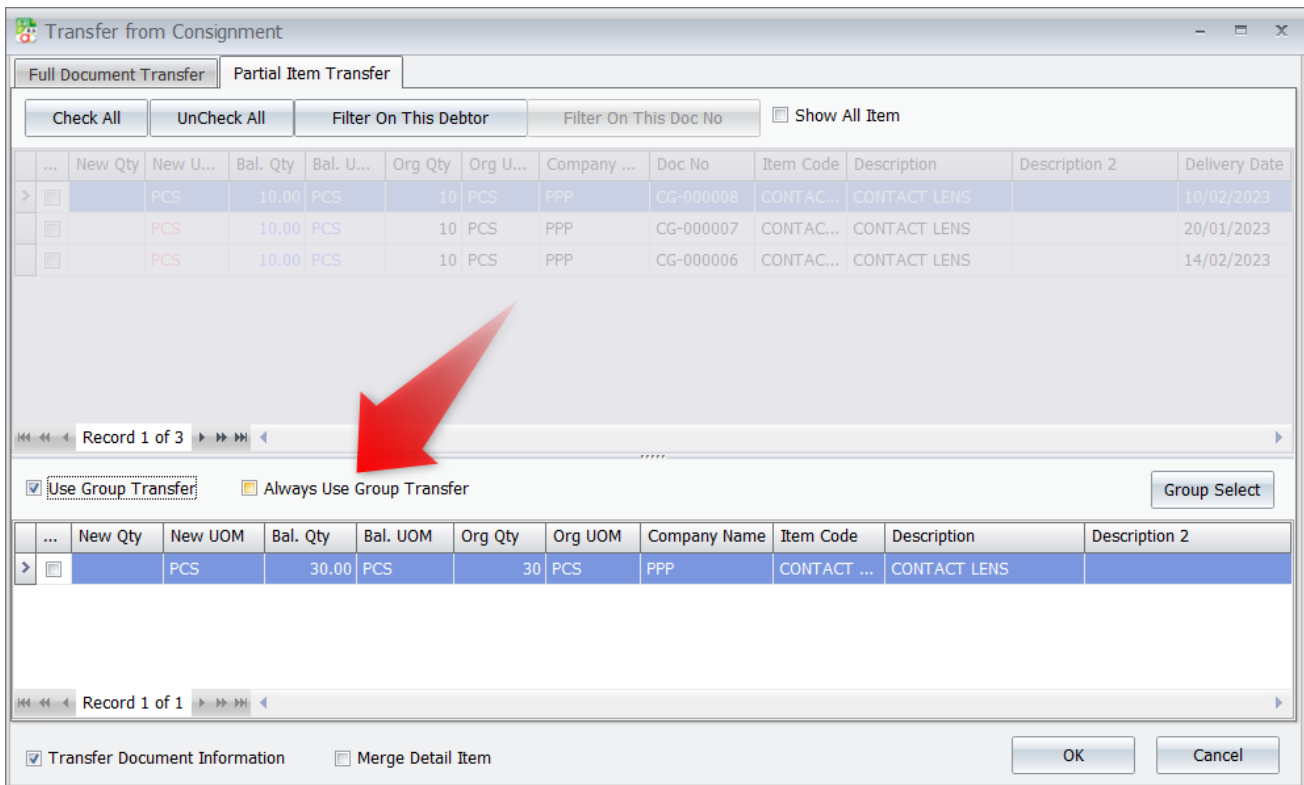 Transfer from Consignment
Full Document Transfer Partial Item Transfer
Check All UnCheck All Filter On This Debtor Filter On This Doc No Show All Item
... New Qty New U... Bal. Qty Bal. U... Org Qty Org U... Company ... Doc No Item Code Description Description 2 Delivery Date
PCS 10.00 PCS 10 PCS PPP CG-000008 CONTAC... CONTACT LENS 10/02/2023
PCS 10.00 PCS 10 PCS PPP CG-000007 CONTAC... CONTACT LENS 20/01/2023
PCS 10.00 PCS 10 PCS PPP CG-000006 CONTAC... CONTACT LENS 14/02/2023
Record 1 of 3
Use Group Transfer Always Use Group Transfer Group Select
... New Qty New UOM Bal. Qty Bal. UOM Org Qty Org UOM Company Name Item Code Description Description 2
PCS 30.00 PCS 30 PCS PPP CONTACT ... CONTACT LENS
Record 1 of 1
Transfer Document Information Merge Detail Item OK Cancel